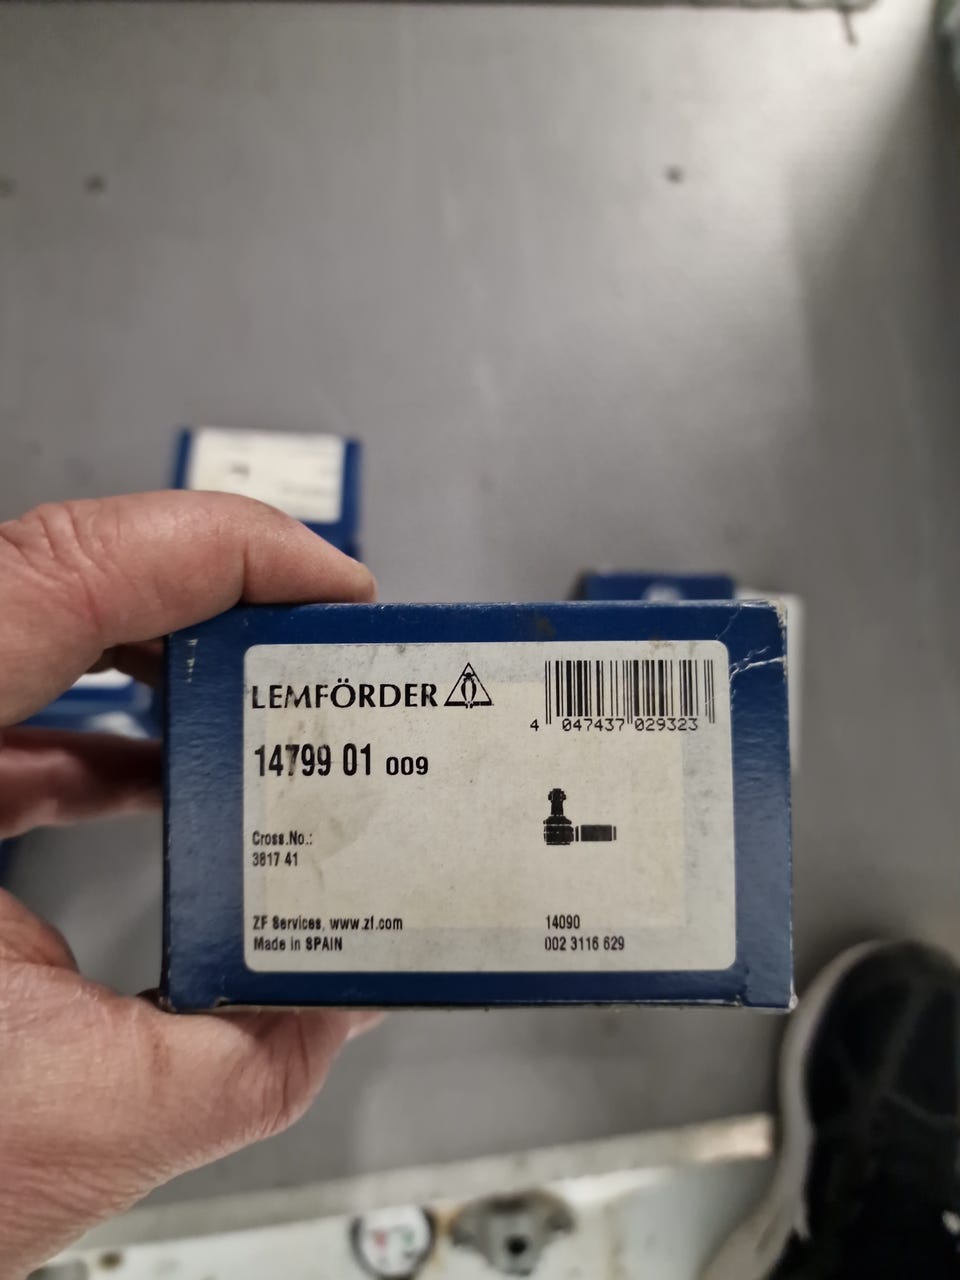 LEMFÖRDER
4 047437 029323
14799 01 009
Cross.No.:
3817 41
ZF Services, www.zf.com
Made in SPAIN
14090
002 3116 629